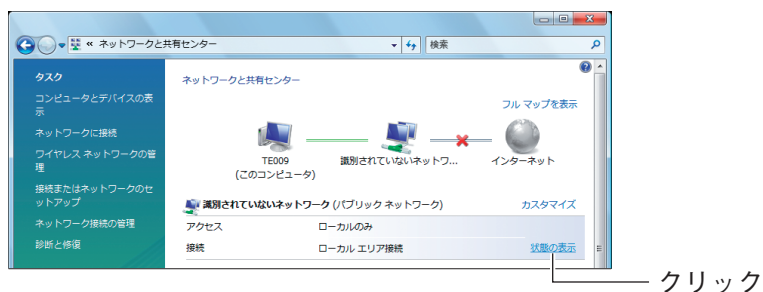 « ネットワークと共有センター
検索
タスク
コンピュータとデバイスの表
示
ネットワークに接続
ワイヤレス ネットワークの管
理
接続またはネットワークのセ
ットアップ
ネットワーク接続の管理
診断と修復
ネットワークと共有センター
フル マップを表示
TE009
(このコンピュータ)
識別されていないネットワ...
インターネット
識別されていないネットワーク (パブリック ネットワーク)
カスタマイズ
アクセス
ローカルのみ
接続
ローカル エリア接続
状態の表示
クリック